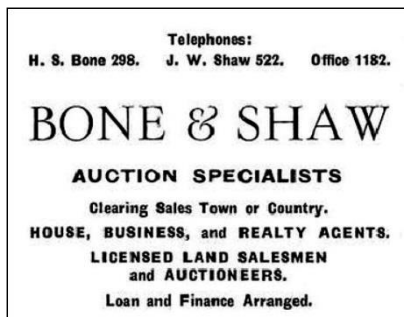 Telephones:
H. S. Bone 298. J. W. Shaw 522. Office 1182.
BONE & SHAW
AUCTION SPECIALISTS
Clearing Sales Town or Country.
HOUSE, BUSINESS, and REALTY AGENTS.
LICENSED LAND SALESMEN
and AUCTIONEERS.
Loan and Finance Arranged.